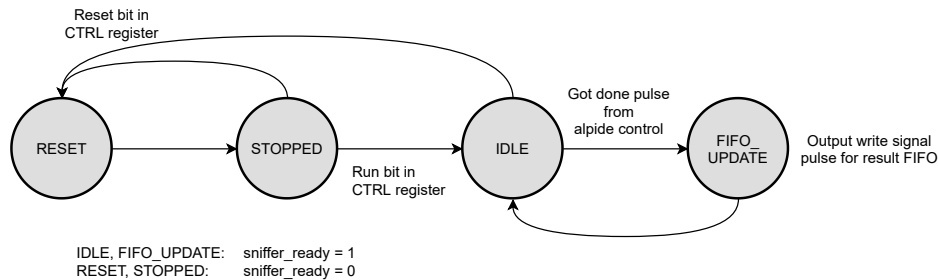 Reset bit in
CTRL register
Got done pulse
from
alpide control
RESET
STOPPED
IDLE
FIFO_
UPDATE
Output write signal
pulse for result FIFO
Run bit in
CTRL register
IDLE, FIFO_UPDATE: sniffer_ready = 1
RESET, STOPPED: sniffer_ready = 0